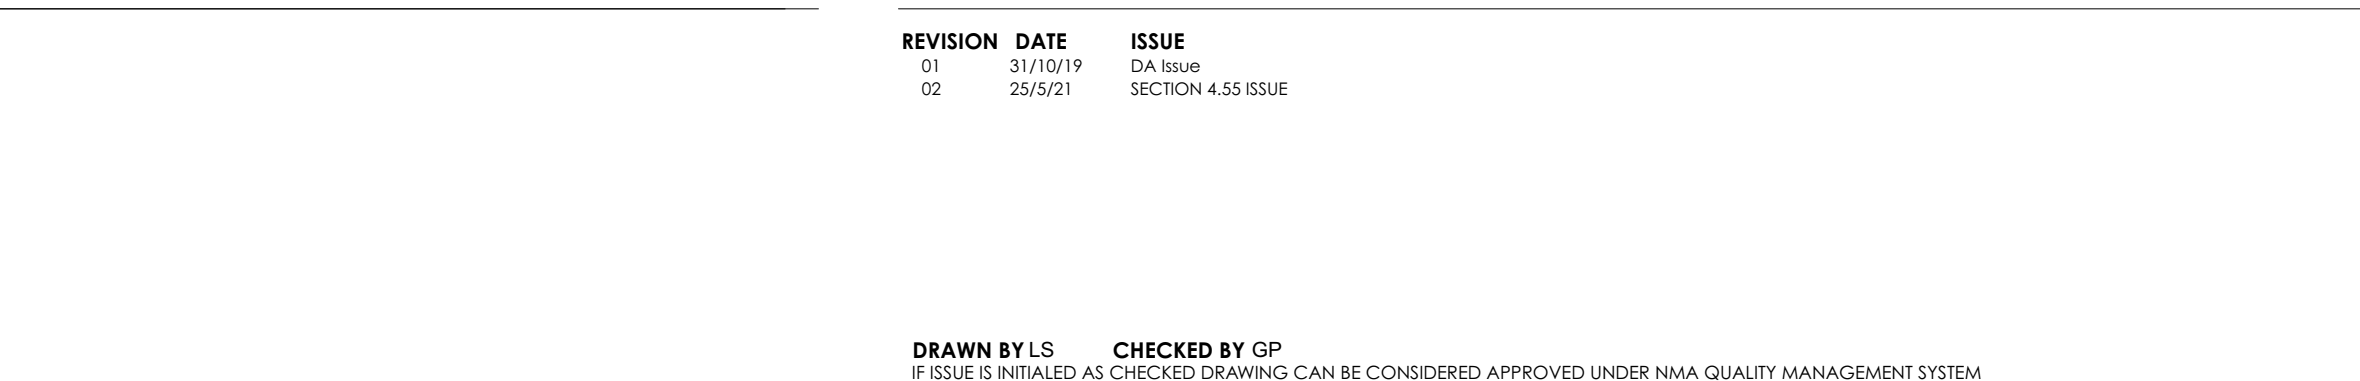 REVISION DATE ISSUE
01 31/10/19 DA Issue
02 25/5/21 SECTION 4.55 ISSUE
DRAWN BY LS CHECKED BY GP
IF ISSUE IS INITIALED AS CHECKED DRAWING CAN BE CONSIDERED APPROVED UNDER NMA QUALITY MANAGEMENT SYSTEM